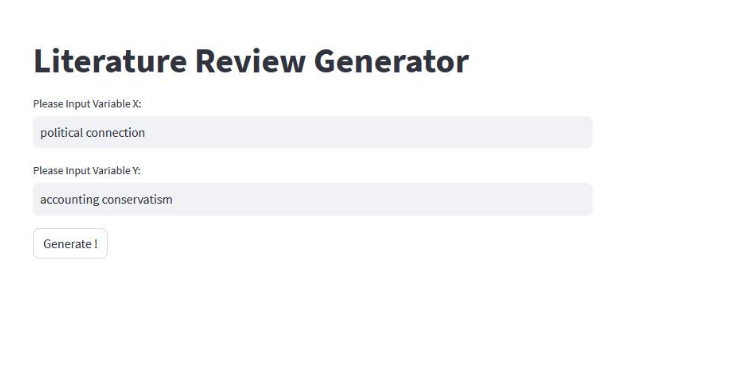 Literature Review Generator
Please Input Variable X:
political connection
Please Input Variable Y:
accounting conservatism
Generate !